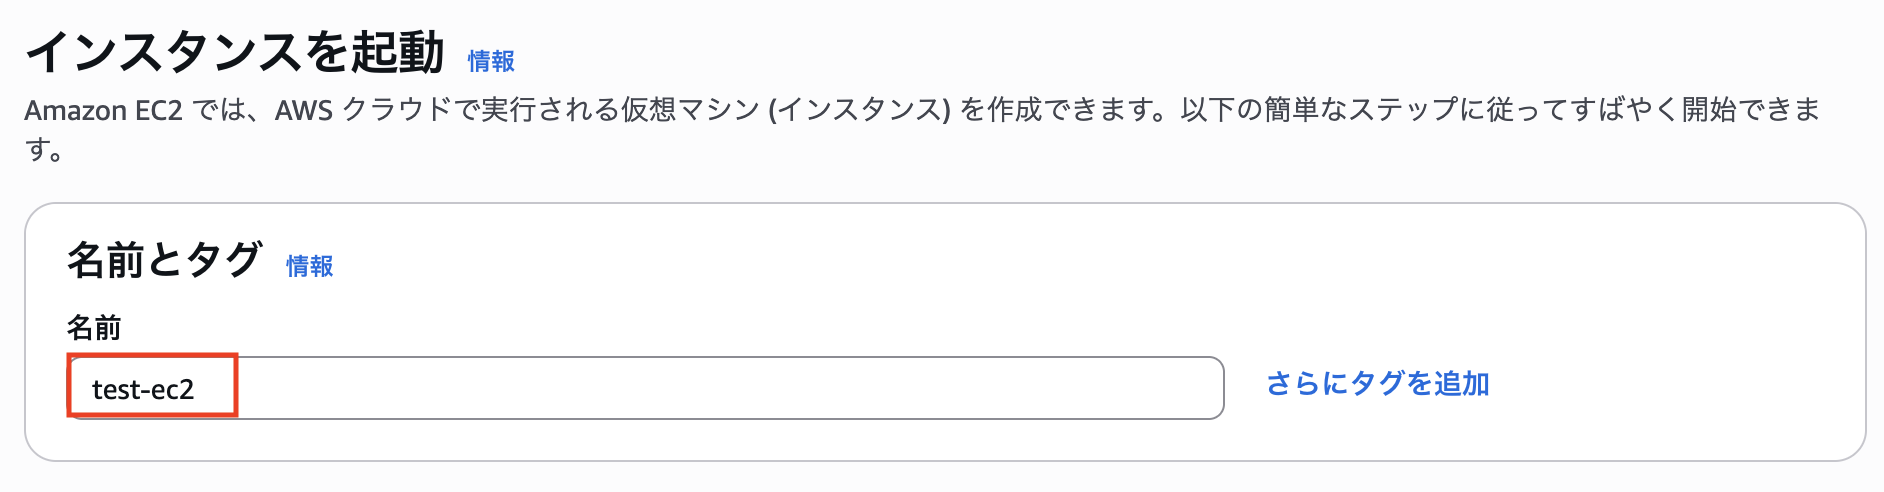 インスタンスを起動 情報
Amazon EC2 では、AWS クラウドで実行される仮想マシン (インスタンス) を作成できます。以下の簡単なステップに従ってすばやく開始できま
す。
名前とタグ 情報
名前
test-ec2 さらにタグを追加